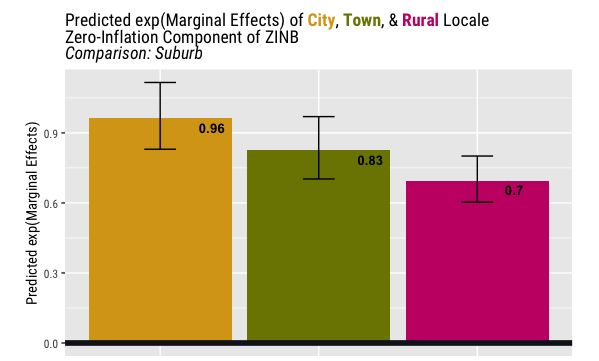 Predicted exp(Marginal Effects) of City, Town, & Rural Locale
Zero-Inflation Component of ZINB
Comparison: Suburb
Predicted exp(Marginal Effects)
0.9
0.6
0.3
0.0
0.96
0.83
0.7